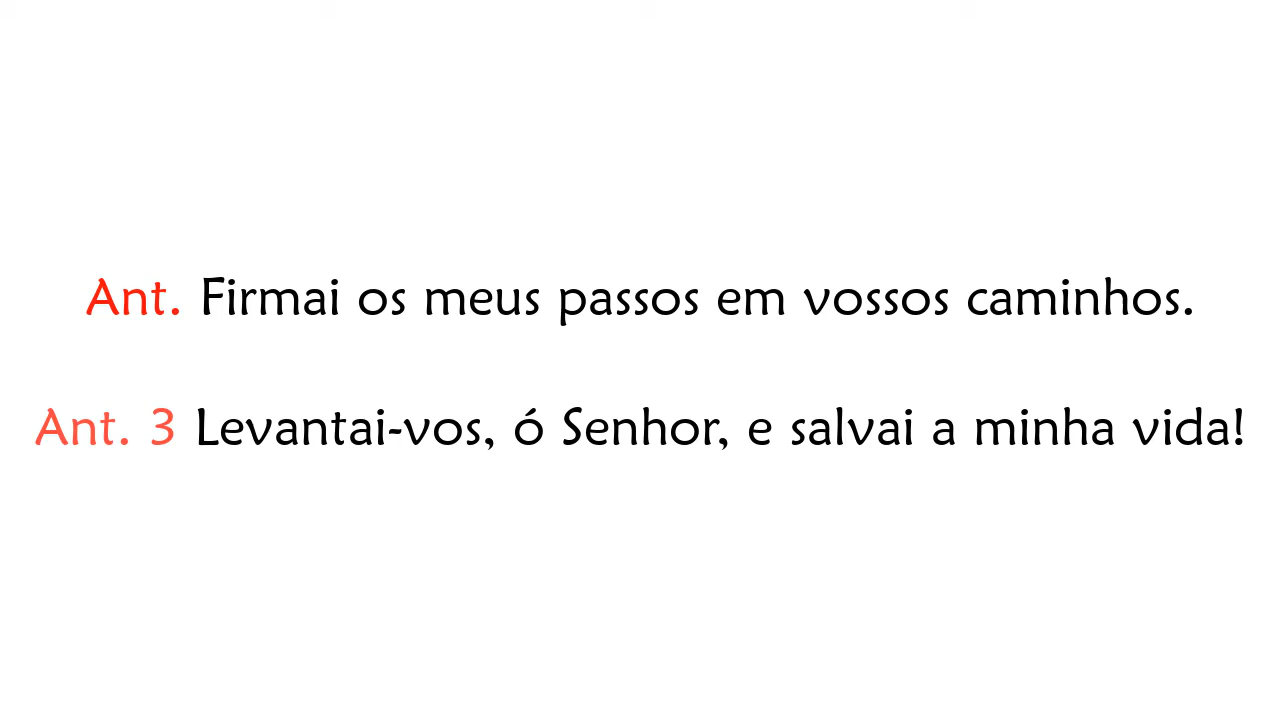 Ant. Firmai os meus passos em vossos caminhos.
Ant. 3 Levantai-vos, ó Senhor, e salvai a minha vida!